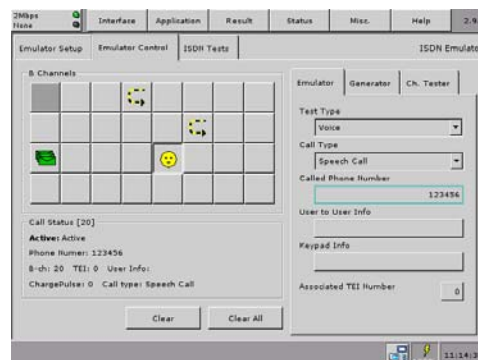 2Mbps
None
Interface Application Result Status Misc. Help 2.9
Emulator Setup Emulator Control ISDN Tests ISDN Emulato
B Channels
Emulator Generator Ch. Tester
Test Type
Voice
Call Type
Speech Call
Called Phone Number
123456
User to User Info
Keypad Info
Associated TEI Number 0
Call Status [20]
Active: Active
Phone Numer: 123456
B-ch: 20 TEI: 0 User Info:
ChargePulse: 0 Call type: Speech Call
Clear Clear All
11:14:3